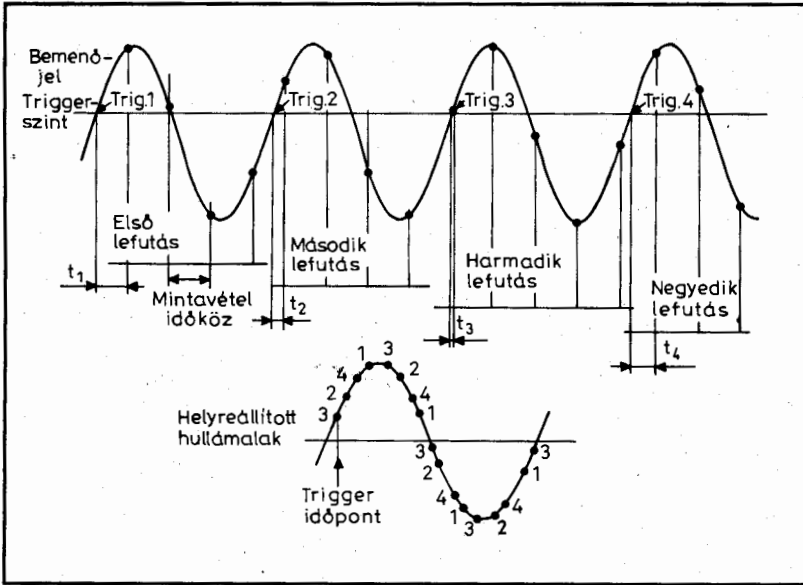 Bemenő-
jel
Trigger-
szint
Trig.1
Trig.2
Trig.3
Trig.4
Első
lefutás
Második
lefutás
Harmadik
lefutás
Negyedik
lefutás
t1
Mintavétel
időköz
t2
t3
t4
1 3
4 2
2 4
3 1
Helyreállított
hullámalak
3 3
2 1
4 4
1 3 2
Trigger
időpont